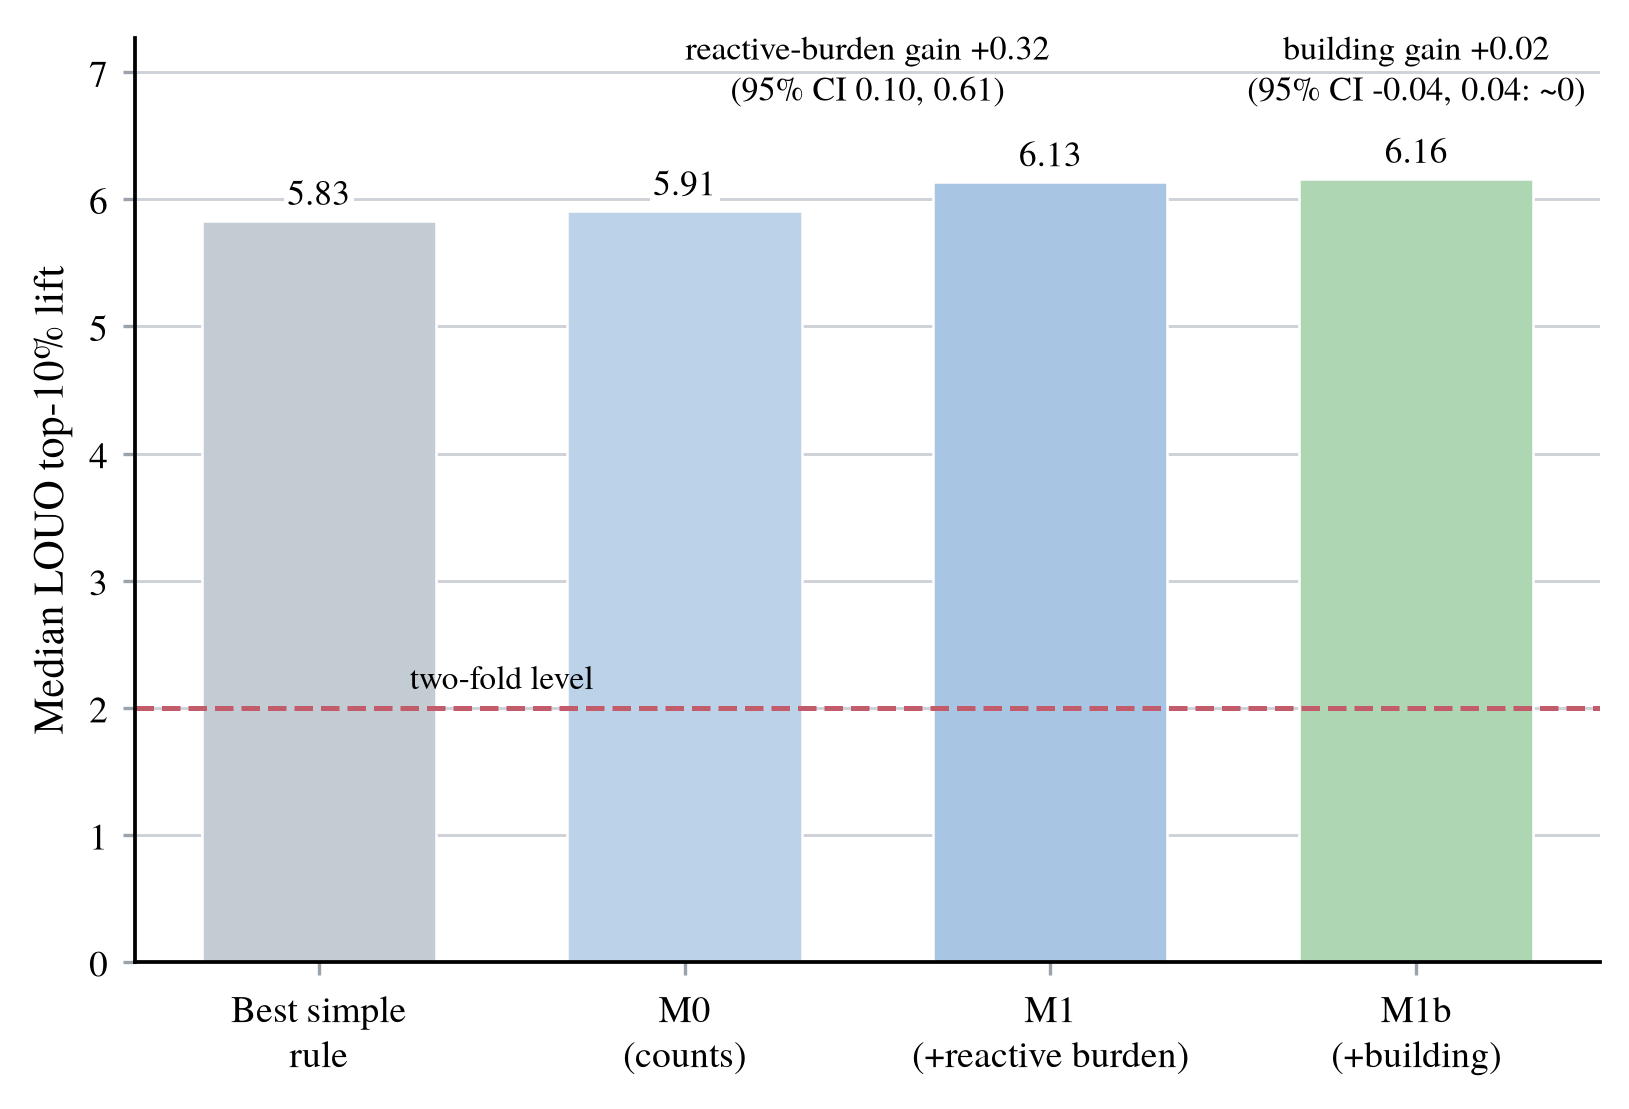 reactive-burden gain +0.32
(95% CI 0.10, 0.61)
building gain +0.02
(95% CI -0.04, 0.04: ~0)
Median LOUO top-10% lift
7
6
5
4
3
2
1
0
5.83
5.91
6.13
6.16
two-fold level
Best simple
rule
M0
(counts)
M1
(+reactive burden)
M1b
(+building)